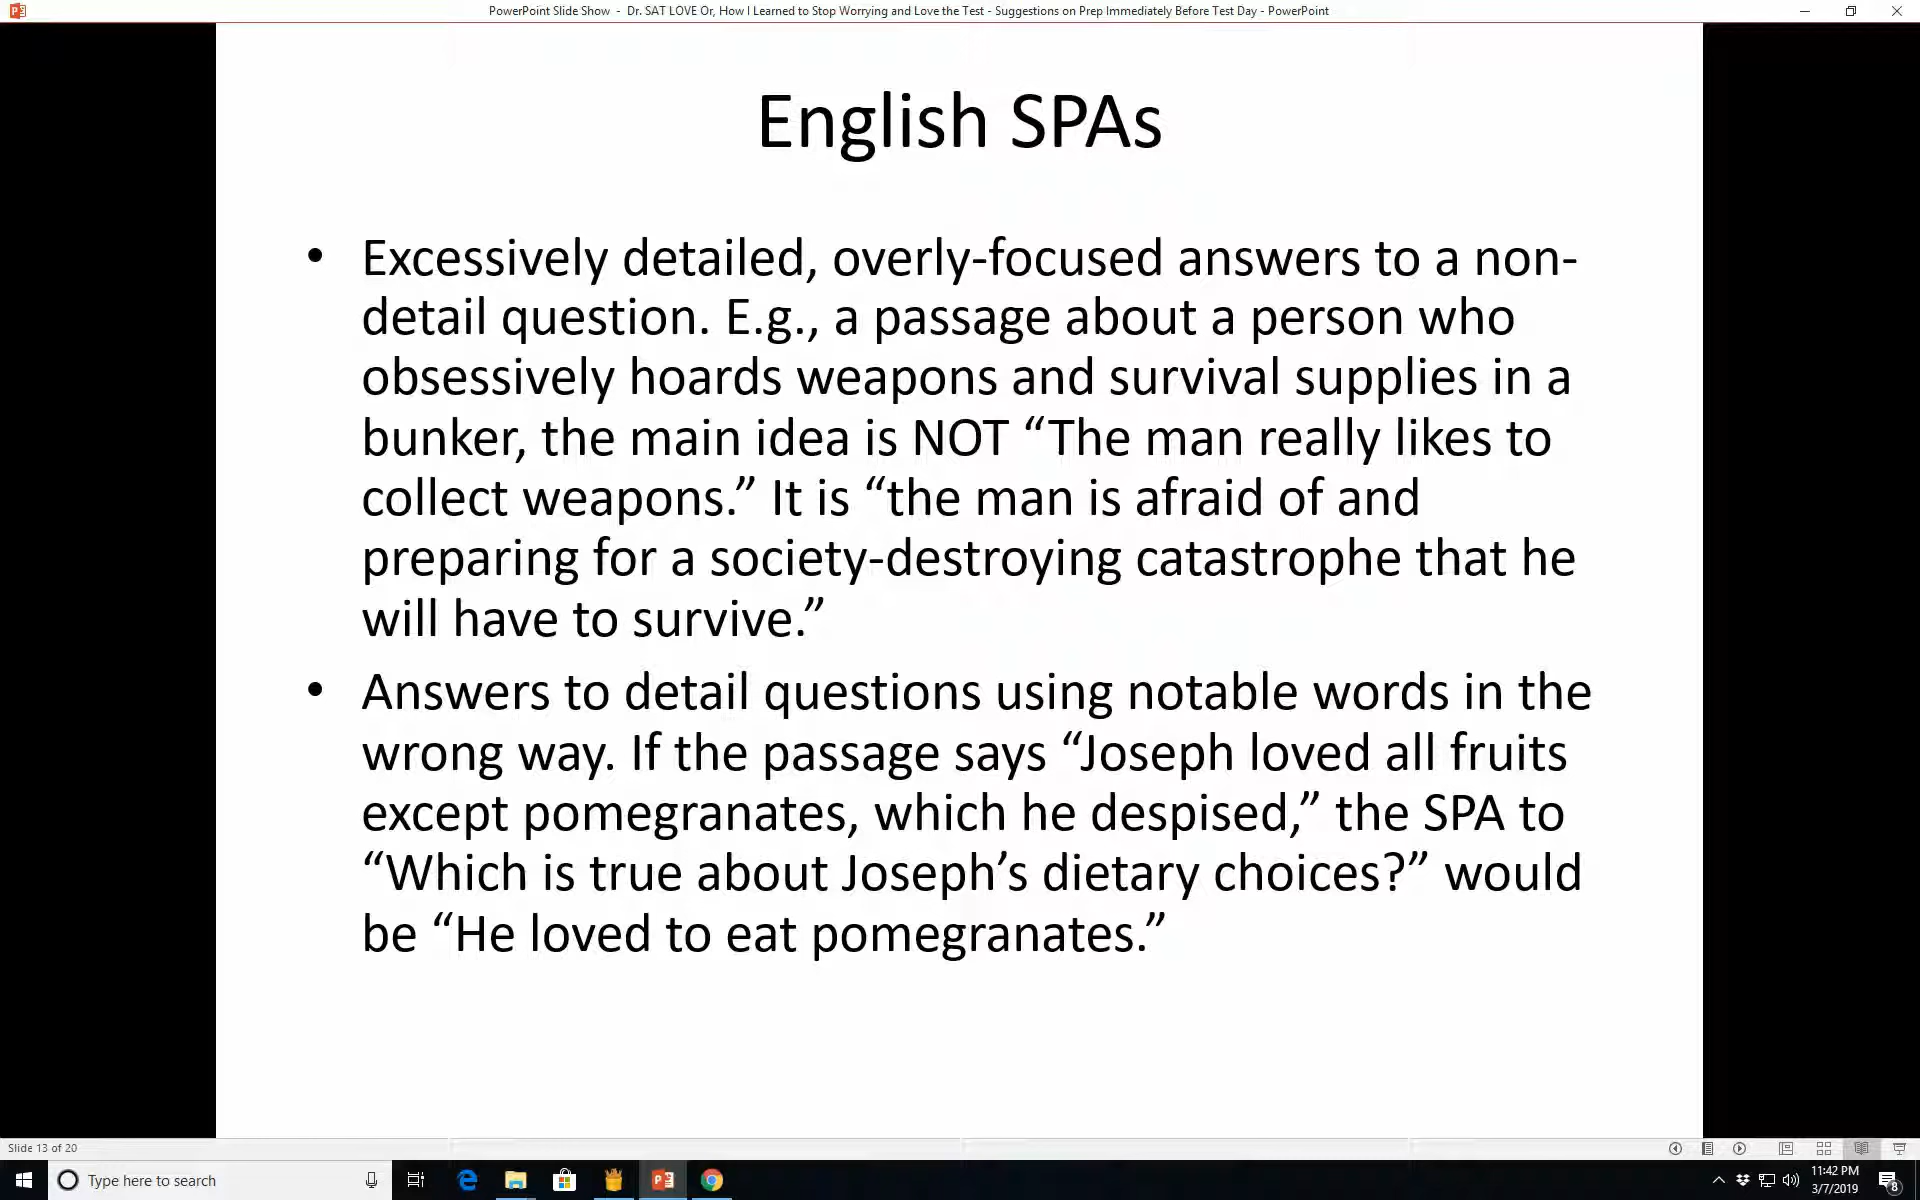 PowerPoint Slide Show - Dr. SAT LOVE Or, How I Learned to Stop Worrying and Love the Test - Suggestions on Prep Immediately Before Test Day - PowerPoint
English SPAs
• Excessively detailed, overly-focused answers to a non-
detail question. E.g., a passage about a person who
obsessively hoards weapons and survival supplies in a
bunker, the main idea is NOT “The man really likes to
collect weapons.” It is “the man is afraid of and
preparing for a society-destroying catastrophe that he
will have to survive.”
• Answers to detail questions using notable words in the
wrong way. If the passage says “Joseph loved all fruits
except pomegranates, which he despised,” the SPA to
“Which is true about Joseph’s dietary choices?” would
be “He loved to eat pomegranates.”
Slide 13 of 20
Type here to search
11:42 PM
3/7/2019
8